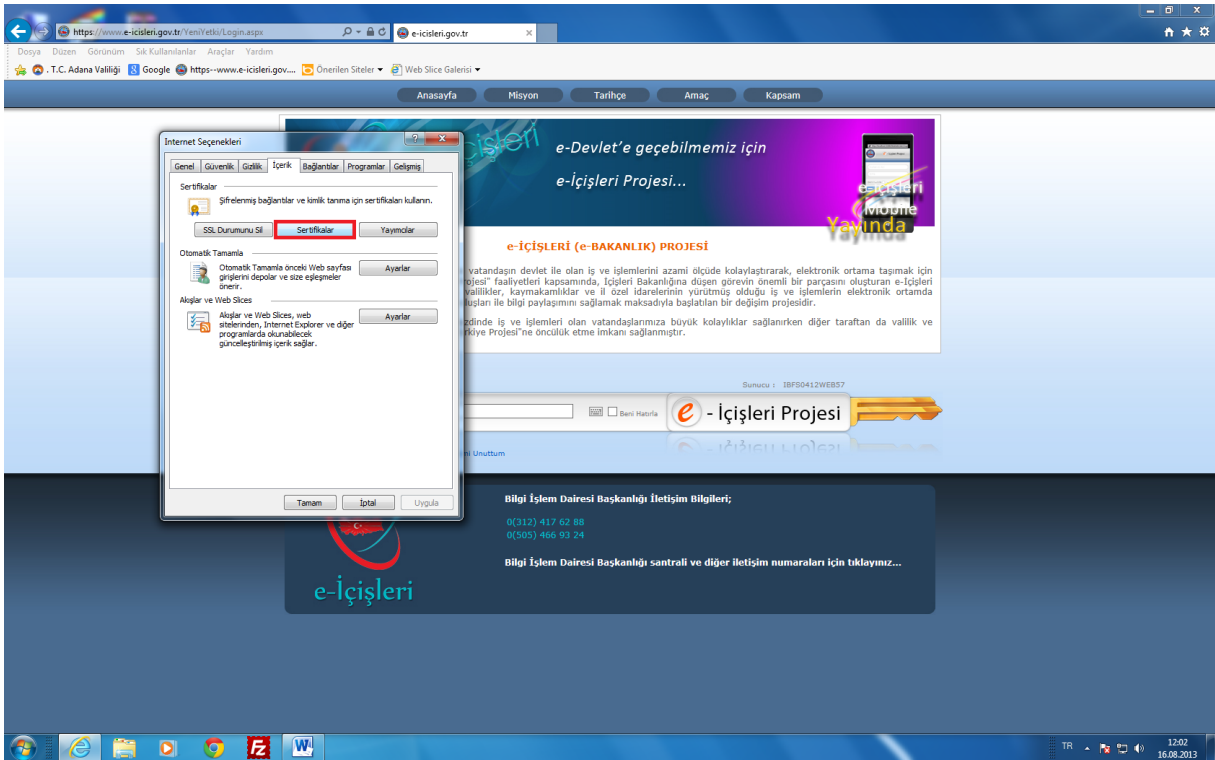 https://www.e-icisleri.gov.tr/YeniYetki/Login.aspx
e-icisleri.gov.tr
Dosya Düzen Görünüm Sık Kullanılanlar Araçlar Yardım
. T.C. Adana Valiliği Google httpswww.e-icisleri.gov.... Önerilen Siteler Web Slice Galerisi
Anasayfa Misyon Tarihçe Amaç Kapsam
e-Devlet'e geçebilmemiz için
e-İçişleri Projesi...
e-İçişleri
Mobile
Yayında
Internet Seçenekleri
Genel Güvenlik Gizlilik İçerik Bağlantılar Programlar Gelişmiş
Sertifikalar
Şifrelenmiş bağlantılar ve kimlik tanıma için sertifikaları kullanın.
SSL Durumunu Sil Sertifikalar Yayımcılar
Otomatik Tamamla
Otomatik Tamamla önceki Web sayfası
girişlerini depolar ve size eşleşmeler
önerir.
Ayarlar
Akışlar ve Web Slices
Akışlar ve Web Slices, web
sitelerinden, Internet Explorer ve diğer
programlarda okunabilecek
güncelleştirilmiş içerik sağlar.
Ayarlar
Tamam İptal Uygula
e-İÇİŞLERİ (e-BAKANLIK) PROJESİ
vatandaşın devlet ile olan iş ve işlemlerini azami ölçüde kolaylaştırarak, elektronik ortama taşımak için
ojesi" faaliyetleri kapsamında, İçişleri Bakanlığına düşen görevin önemli bir parçasını oluşturan e-İçişleri
valilikler, kaymakamlıklar ve il özel idarelerinin yürütmüş olduğu iş ve işlemlerin elektronik ortamda
uşları ile bilgi paylaşımını sağlamak maksadıyla başlatılan bir değişim projesidir.
zdinde iş ve işlemleri olan vatandaşlarımıza büyük kolaylıklar sağlanırken diğer taraftan da valilik ve
rkiye Projesi"ne öncülük etme imkanı sağlanmıştır.
Sunucu : IBFS0412WEB57
Beni Hatırla
e - İçişleri Projesi
mi Unuttum
Bilgi İşlem Dairesi Başkanlığı İletişim Bilgileri;
0(312) 417 62 88
0(505) 466 93 24
Bilgi İşlem Dairesi Başkanlığı santrali ve diğer iletişim numaraları için tıklayınız...
e-İçişleri
TR
12:02
16.08.2013